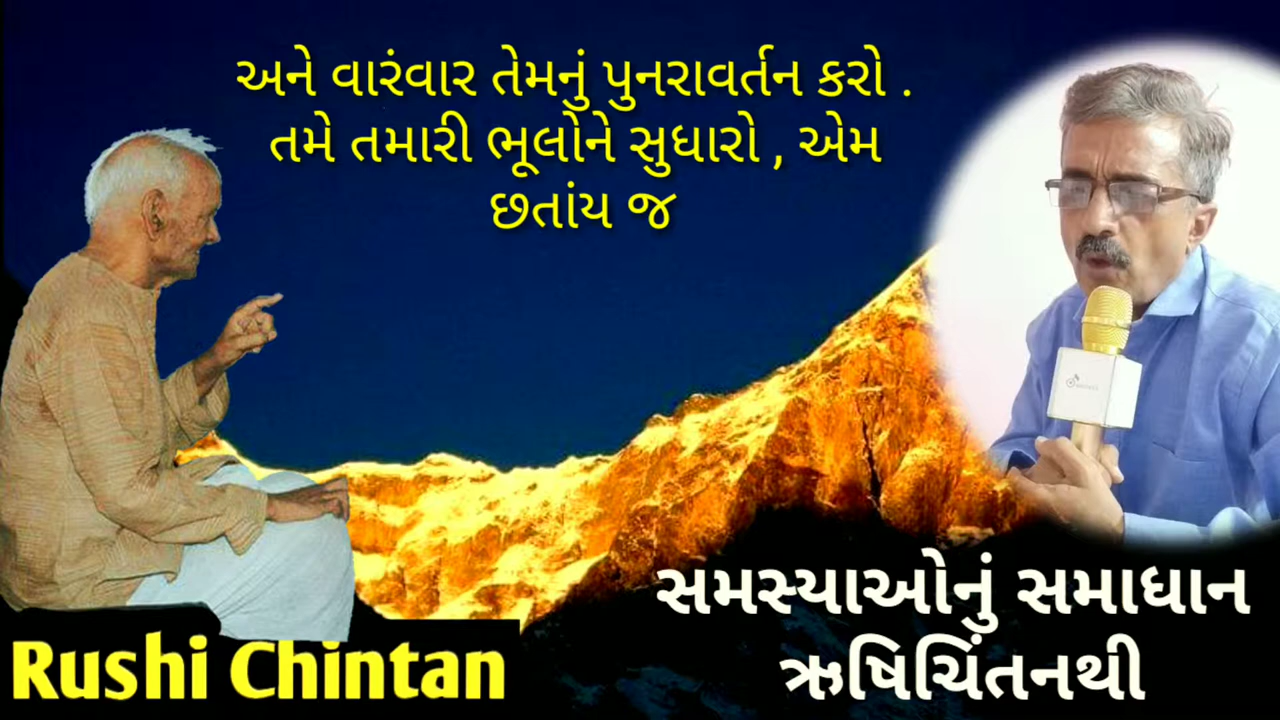 અને વારંવાર તેમનું પુનરાવર્તન કરો .
તમે તમારી ભૂલોને સુધારો , એમ
છતાંય જ
સમસ્યાઓનું સમાધાન
ઋષિચિંતનથી
Rushi Chintan